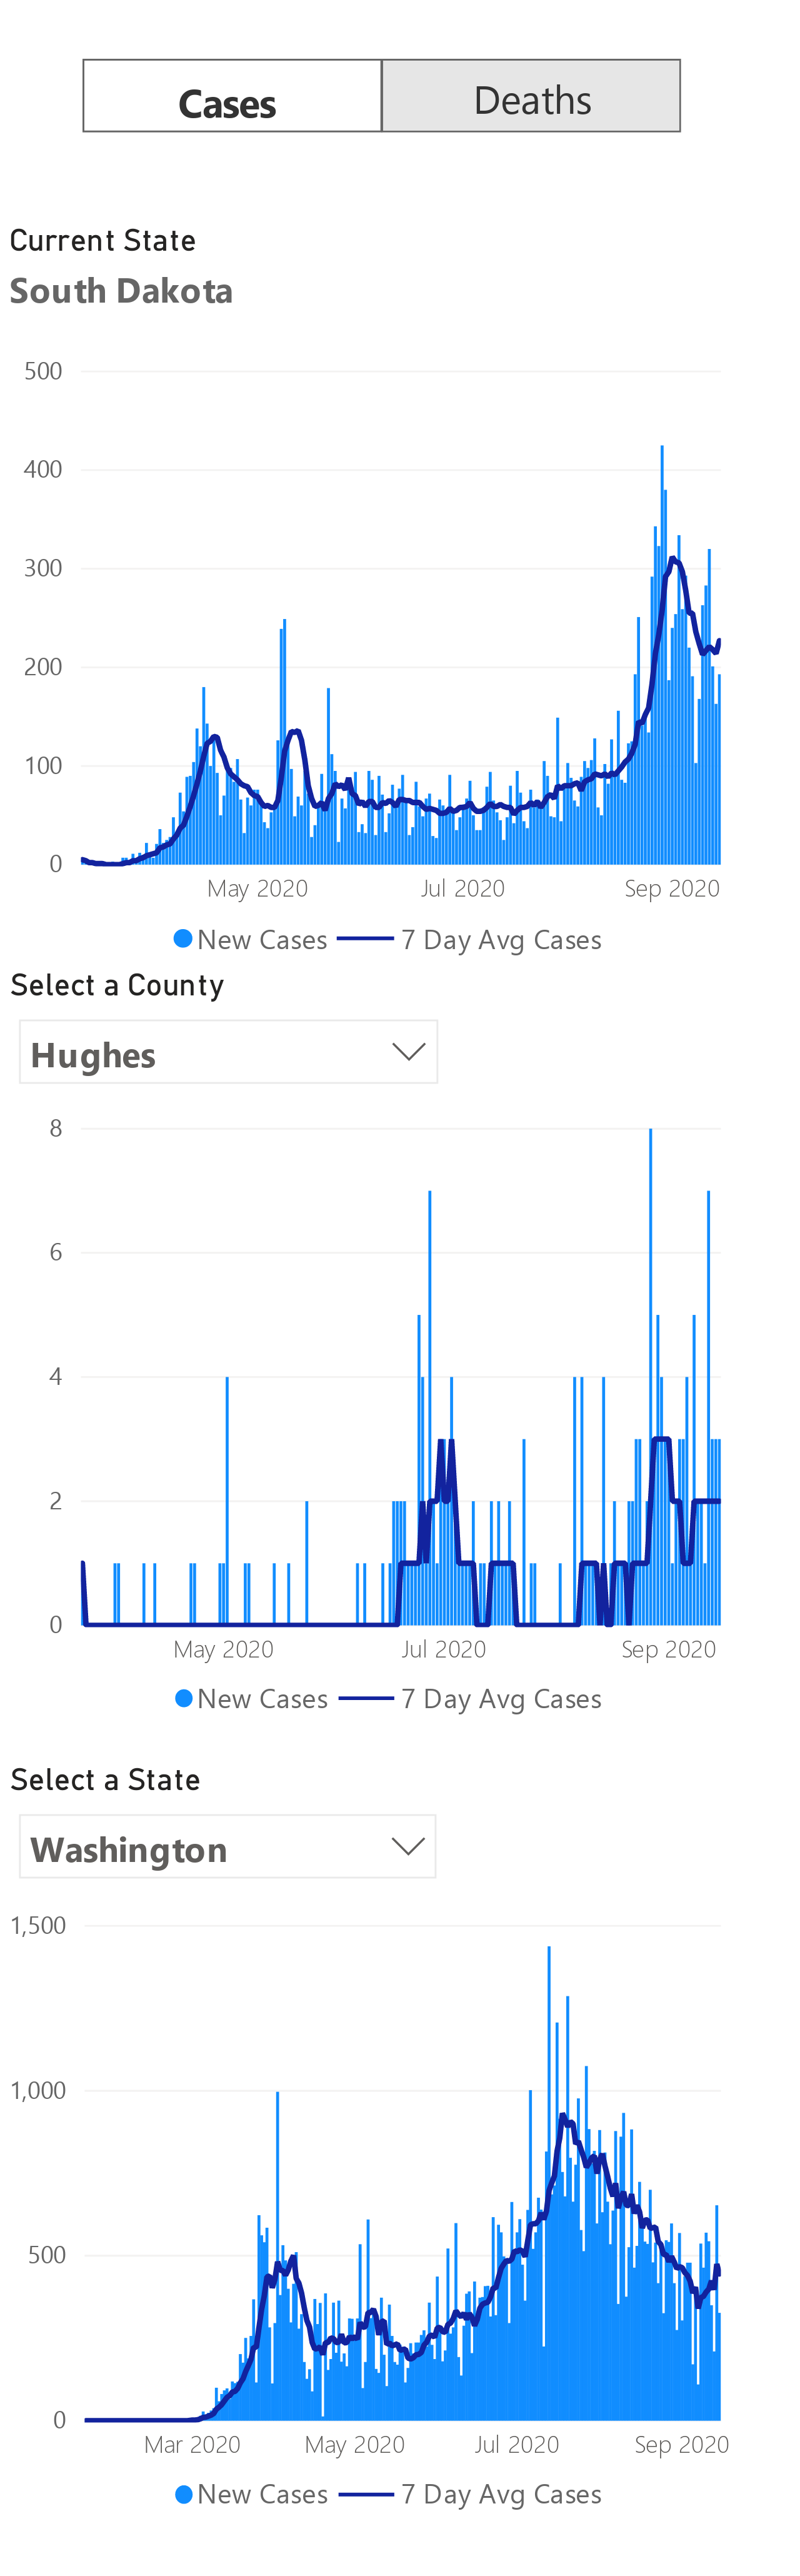 Cases Deaths
Current State
South Dakota
500
400
300
200
100
0
May 2020 Jul 2020 Sep 2020
New Cases 7 Day Avg Cases
Select a County
Hughes
8
6
4
2
0
May 2020 Jul 2020 Sep 2020
New Cases 7 Day Avg Cases
Select a State
Washington
1,500
1,000
500
0
Mar 2020 May 2020 Jul 2020 Sep 2020
New Cases 7 Day Avg Cases